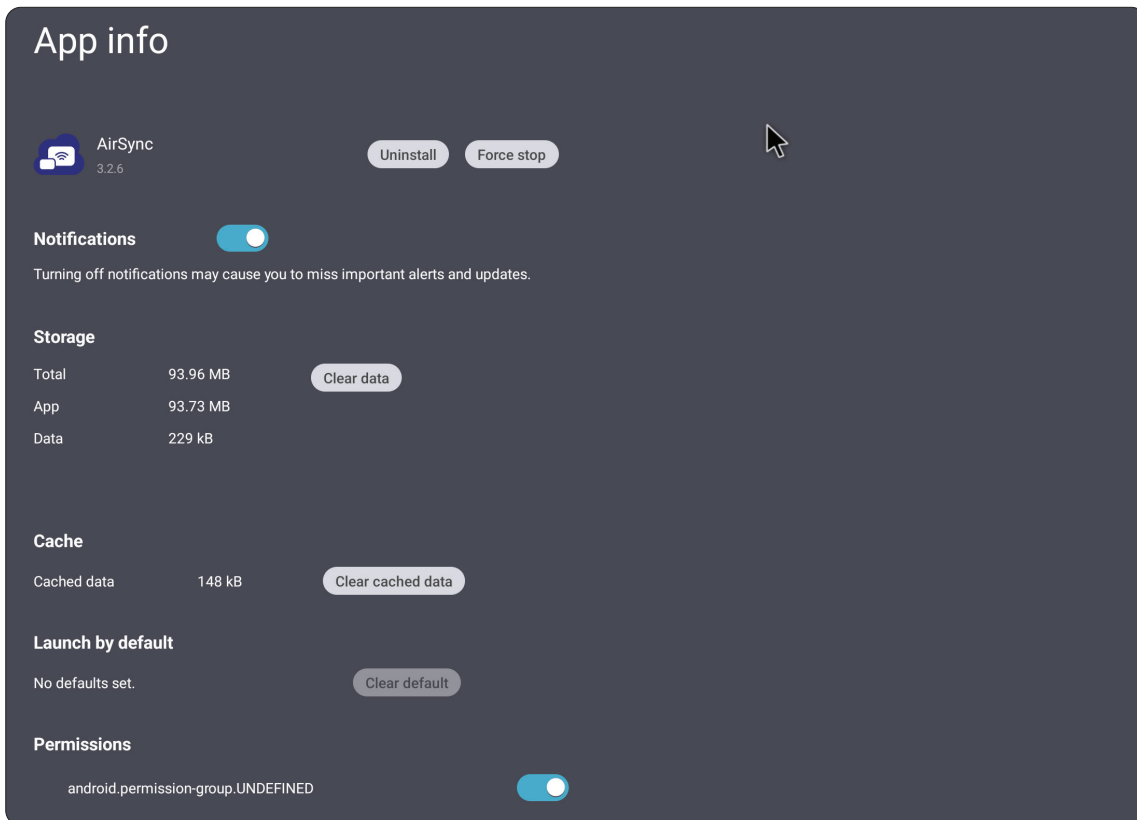 App info
AirSync
3.2.6
Uninstall
Force stop
Notifications
Turning off notifications may cause you to miss important alerts and updates.
Storage
Total 93.96 MB
Clear data
App 93.73 MB
Data 229 kB
Cache
Cached data 148 kB
Clear cached data
Launch by default
No defaults set.
Clear default
Permissions
android.permission-group.UNDEFINED